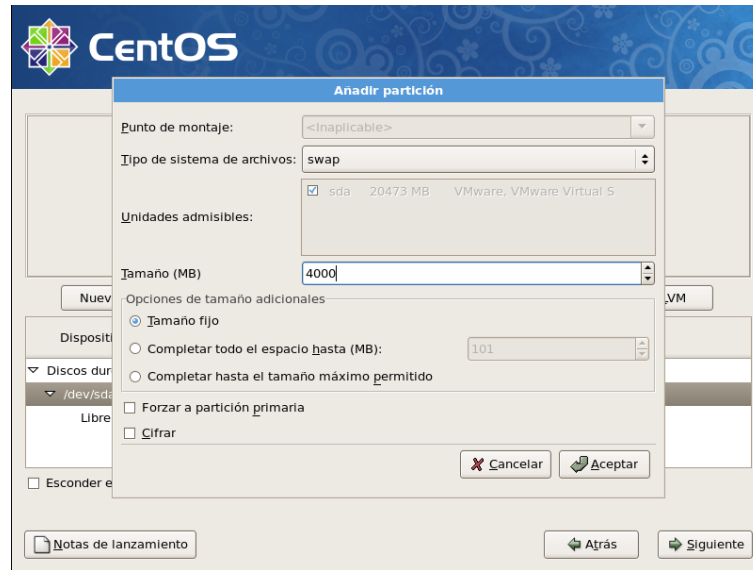 CentOS
Añadir partición
Punto de montaje: <Inaplicable>
Tipo de sistema de archivos: swap
Unidades admisibles:
sda 20473 MB VMware, VMware Virtual S
Tamaño (MB) 4000
Nuev
VM
Opciones de tamaño adicionales
Tamaño fijo
Completar todo el espacio hasta (MB): 101
Completar hasta el tamaño máximo permitido
Dispositi
Discos dur
/dev/sda
Libre
Forzar a partición primaria
Cifrar
Cancelar Aceptar
Esconder e
Notas de lanzamiento Atrás Siguiente